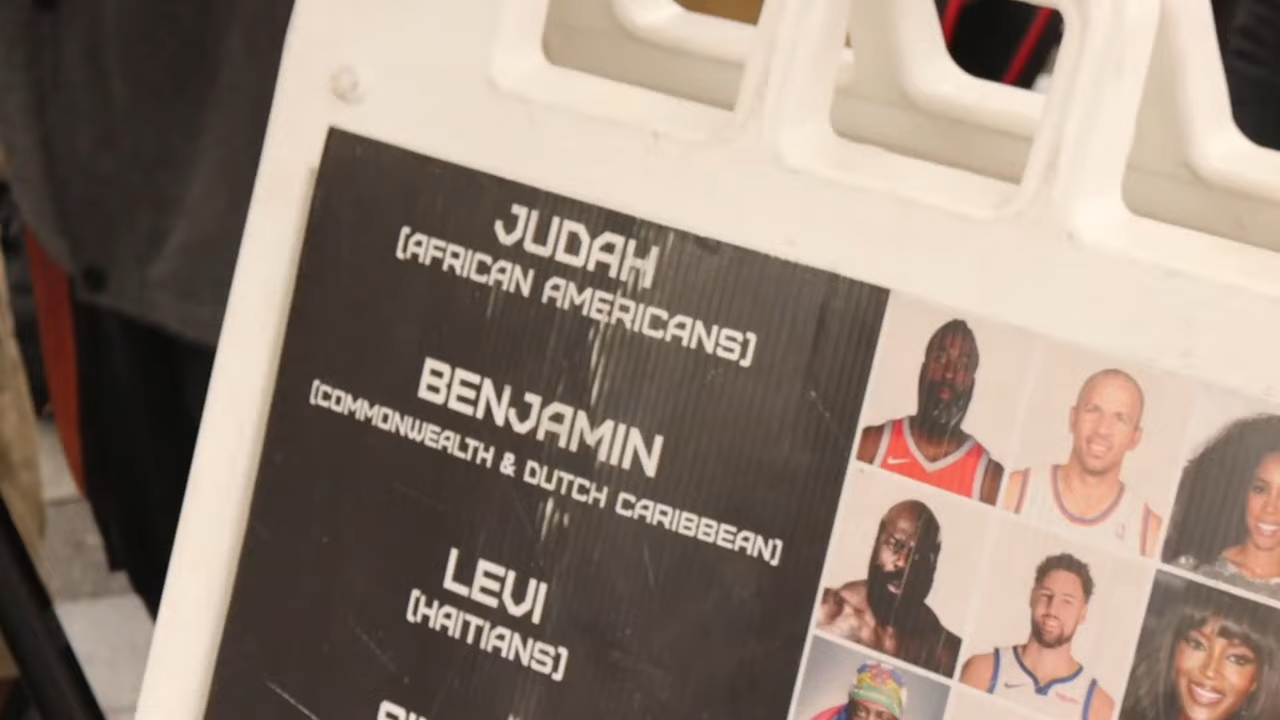 JUDAH
(AFRICAN AMERICANS)
BENJAMIN
(COMMONWEALTH & DUTCH CARIBBEAN)
LEVI
(HAITIANS)